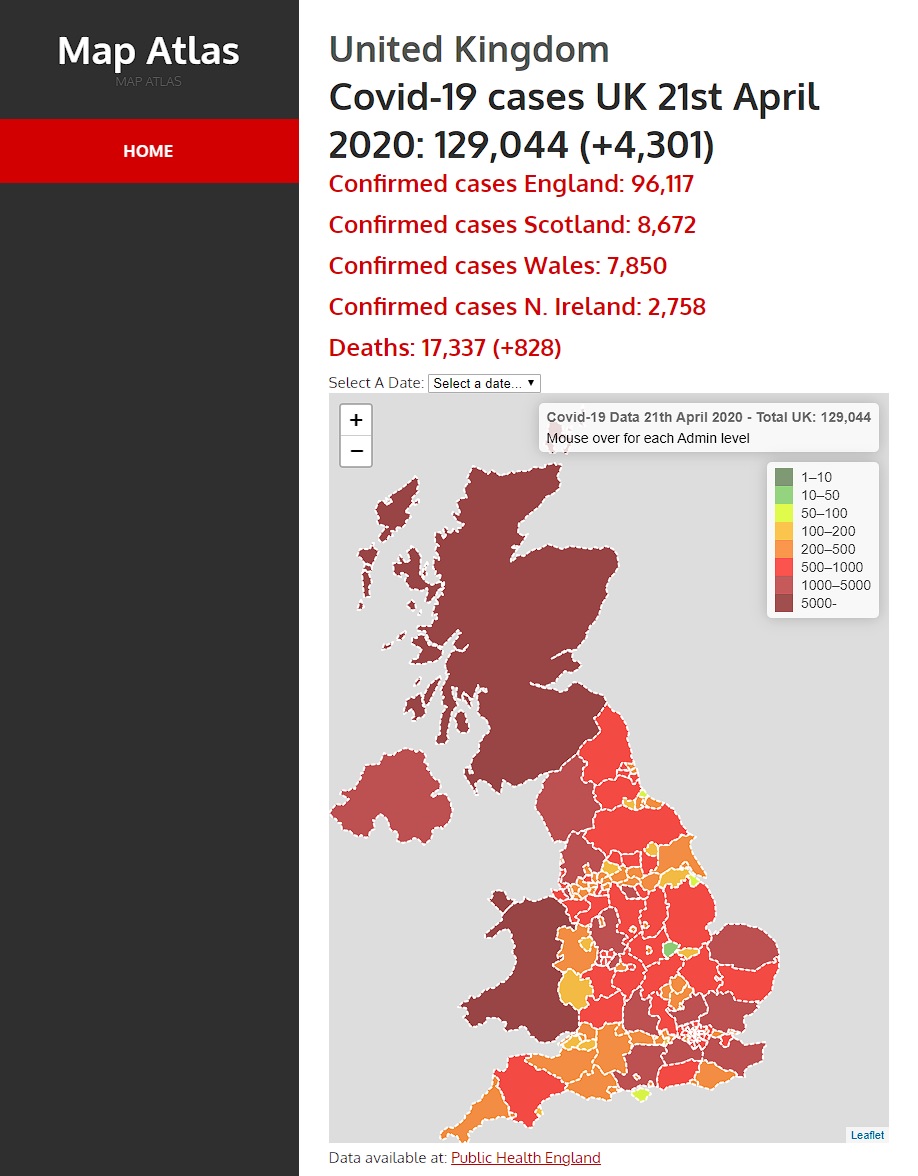 Map Atlas
MAP ATLAS
HOME
United Kingdom
Covid-19 cases UK 21st April
2020: 129,044 (+4,301)
Confirmed cases England: 96,117
Confirmed cases Scotland: 8,672
Confirmed cases Wales: 7,850
Confirmed cases N. Ireland: 2,758
Deaths: 17,337 (+828)
Select A Date: Select a date... ▼
+
−
Covid-19 Data 21th April 2020 - Total UK: 129,044
Mouse over for each Admin level
1–10
10–50
50–100
100–200
200–500
500–1000
1000–5000
5000-
Leaflet
Data available at: Public Health England